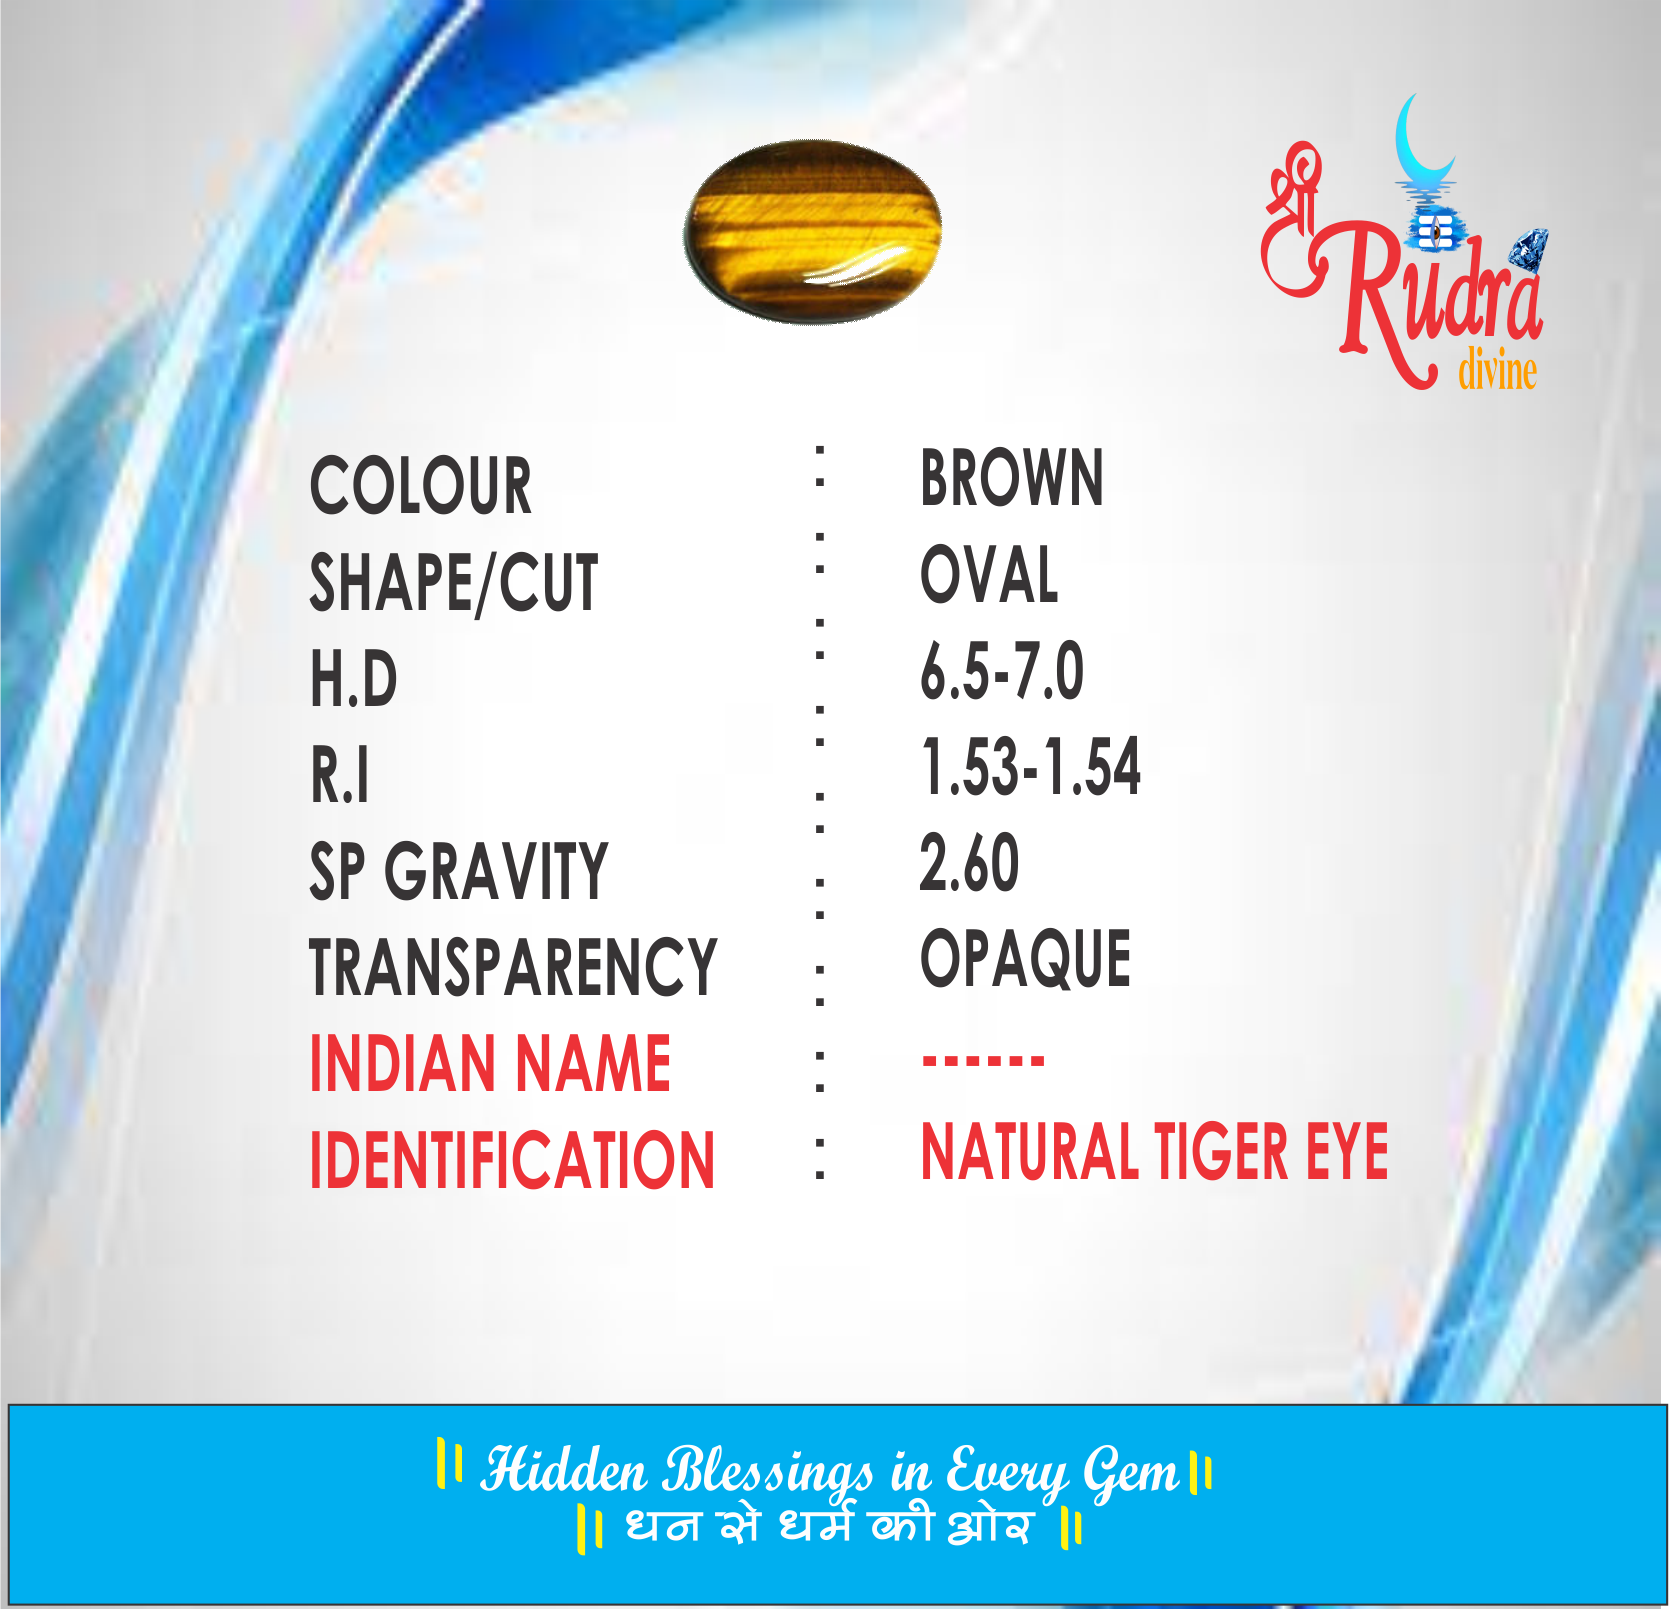 श्री Rudra
divine
COLOUR : BROWN
SHAPE/CUT : OVAL
H.D : 6.5-7.0
R.I : 1.53-1.54
SP GRAVITY : 2.60
TRANSPARENCY : OPAQUE
INDIAN NAME : ------
IDENTIFICATION : NATURAL TIGER EYE
|| Hidden Blessings in Every Gem ||
|| धन से धर्म की ओर ||